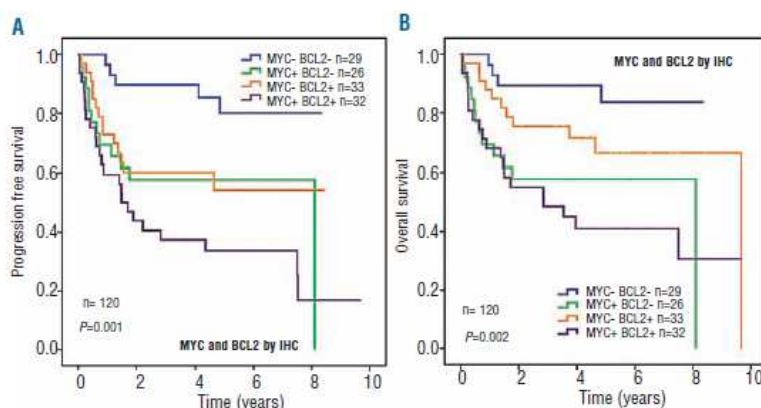 A
Progression free survival
1.0
0.8
0.6
0.4
0.2
0.0
MYC- BCL2- n=29
MYC+ BCL2- n=26
MYC- BCL2+ n=33
MYC+ BCL2+ n=32
n= 120
P=0.001
MYC and BCL2 by IHC
0 2 4 6 8 10
Time (years)
B
Overall survival
1.0
0.8
0.6
0.4
0.2
0.0
MYC and BCL2 by IHC
MYC- BCL2- n=29
MYC+ BCL2- n=26
MYC- BCL2+ n=33
MYC+ BCL2+ n=32
n= 120
P=0.002
0 2 4 6 8 10
Time (years)